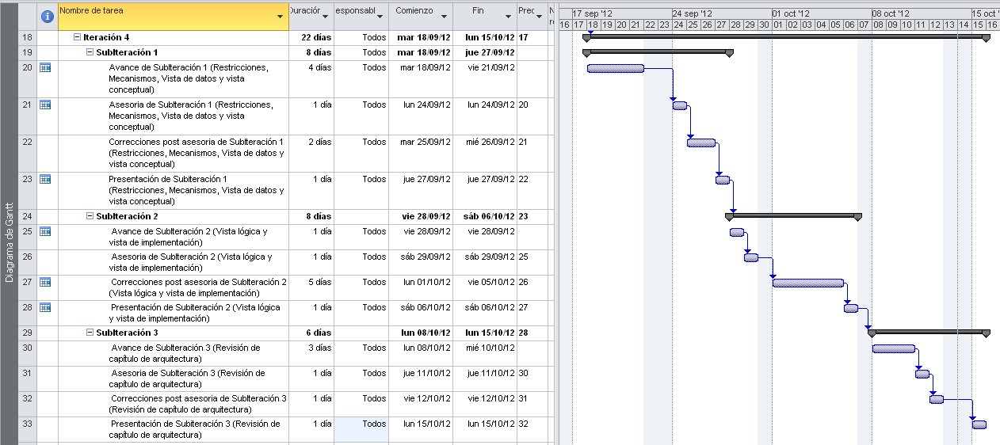 Nombre de tarea Duración esponsabl Comienzo Fin Prec N
r
17 sep '12 24 sep '12 01 oct '12 08 oct '12 15 oct
16 17 18 19 20 21 22 23 24 25 26 27 28 29 30 01 02 03 04 05 06 07 08 09 10 11 12 13 14 15 16
18 Iteración 4 22 días Todos mar 18/09/12 lun 15/10/12 17
19 SubIteración 1 8 días Todos mar 18/09/12 jue 27/09/12
20 Avance de SubIteración 1 (Restricciones, 4 días Todos mar 18/09/12 vie 21/09/12
Mecanismos, Vista de datos y vista
conceptual)
21 Asesoria de SubIteración 1 (Restricciones, 1 día Todos lun 24/09/12 lun 24/09/12 20
Mecanismos, Vista de datos y vista
conceptual)
22 Correcciones post asesoria de SubIteración 1 2 días Todos mar 25/09/12 mié 26/09/12 21
(Restricciones, Mecanismos, Vista de datos y
vista conceptual)
23 Presentación de SubIteración 1 1 día Todos jue 27/09/12 jue 27/09/12 22
(Restricciones, Mecanismos, Vista de datos y
vista conceptual)
24 SubIteración 2 8 días Todos vie 28/09/12 sáb 06/10/12 23
25 Avance de SubIteración 2 (Vista lógica y 1 día Todos vie 28/09/12 vie 28/09/12
vista de implementación)
26 Asesoria de SubIteración 2 (Vista lógica y 1 día Todos sáb 29/09/12 sáb 29/09/12 25
vista de implementación)
27 Correcciones post asesoria de SubIteración 2 5 días Todos lun 01/10/12 vie 05/10/12 26
(Vista lógica y vista de implementación)
28 Presentación de SubIteración 2 (Vista lógica 1 día Todos sáb 06/10/12 sáb 06/10/12 27
y vista de implementación)
29 SubIteración 3 6 días Todos lun 08/10/12 lun 15/10/12 28
30 Avance de SubIteración 3 (Revisión de 3 días Todos lun 08/10/12 mié 10/10/12
capítulo de arquitectura)
31 Asesoria de SubIteración 3 (Revisión de 1 día Todos jue 11/10/12 jue 11/10/12 30
capítulo de arquitectura)
32 Correcciones post asesoria de SubIteración 3 1 día Todos vie 12/10/12 vie 12/10/12 31
(Revisión de capítulo de arquitectura)
33 Presentación de SubIteración 3 (Revisión de 1 día Todos lun 15/10/12 lun 15/10/12 32
capítulo de arquitectura)
Diagrama de Gantt